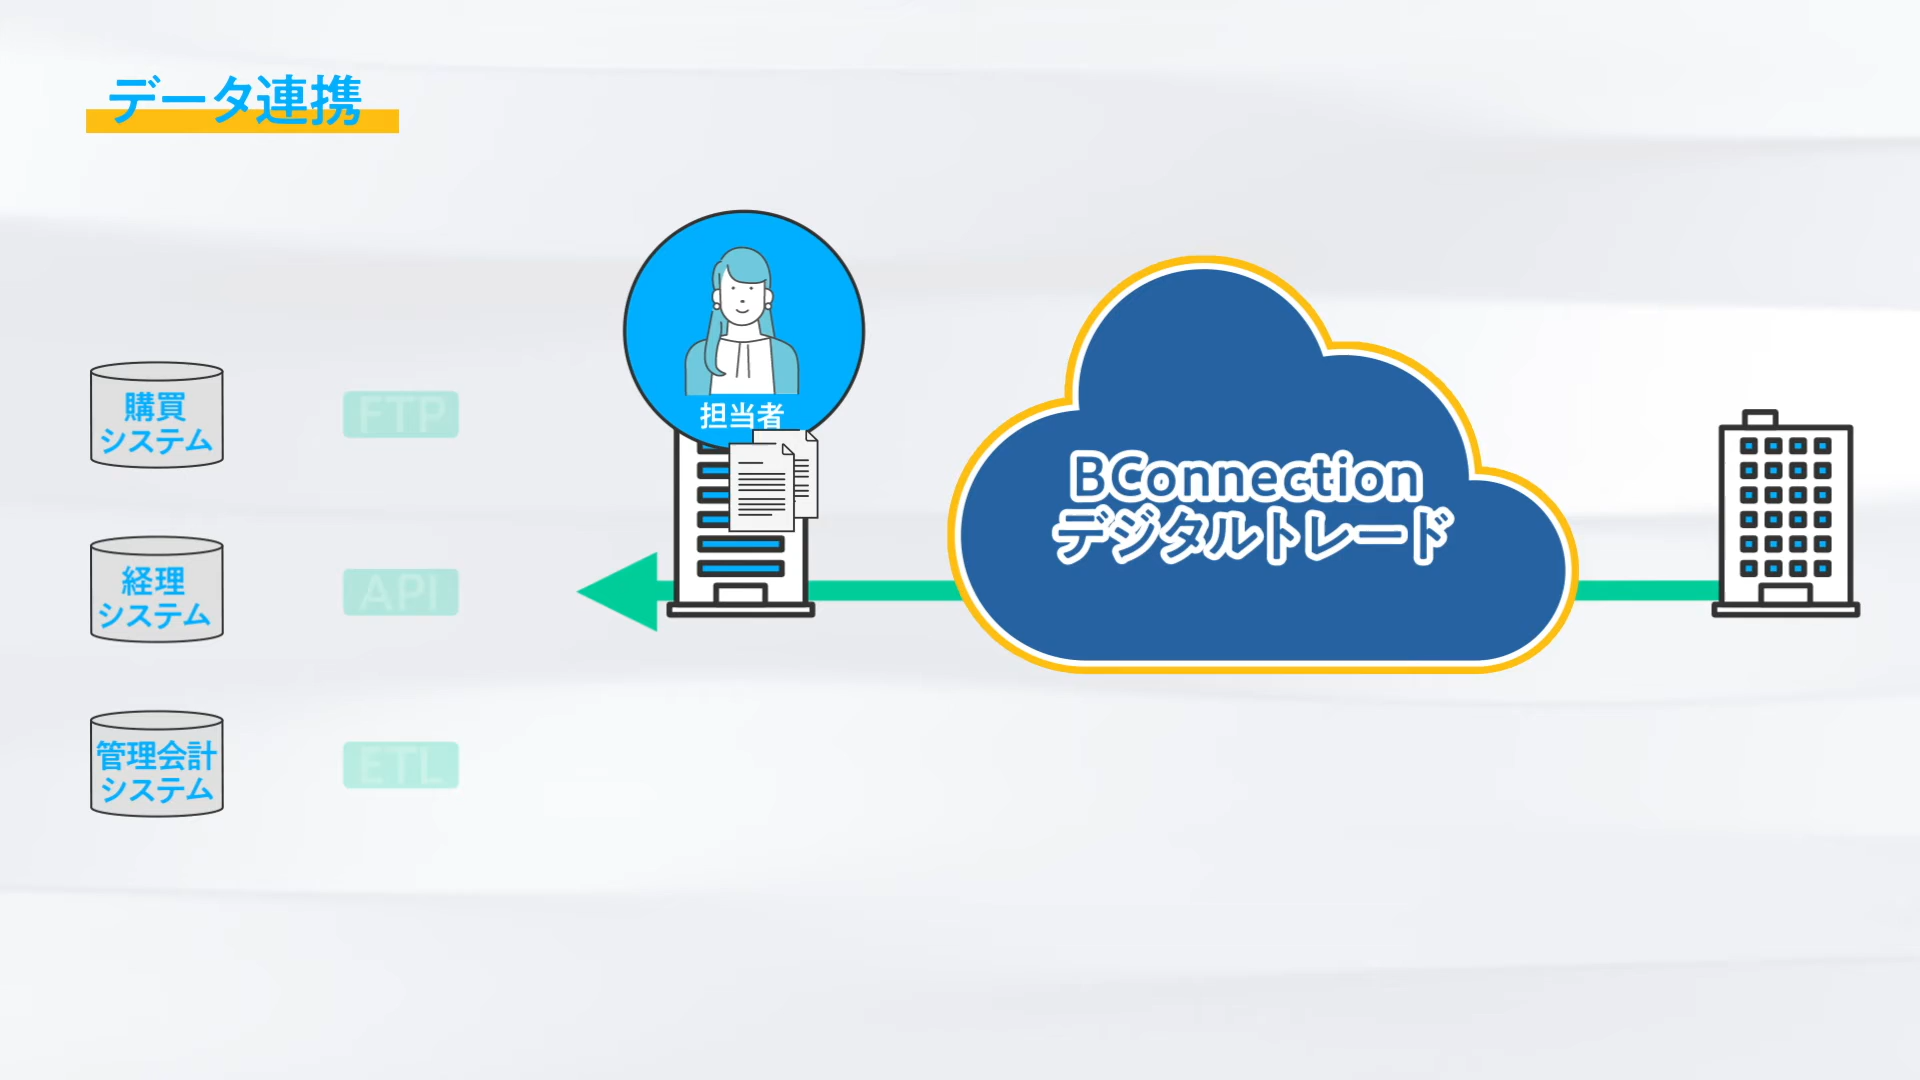 データ連携
担当者
購買
システム
FTP
BConnection
デジタルトレード
経理
システム
API
管理会計
システム
ETL